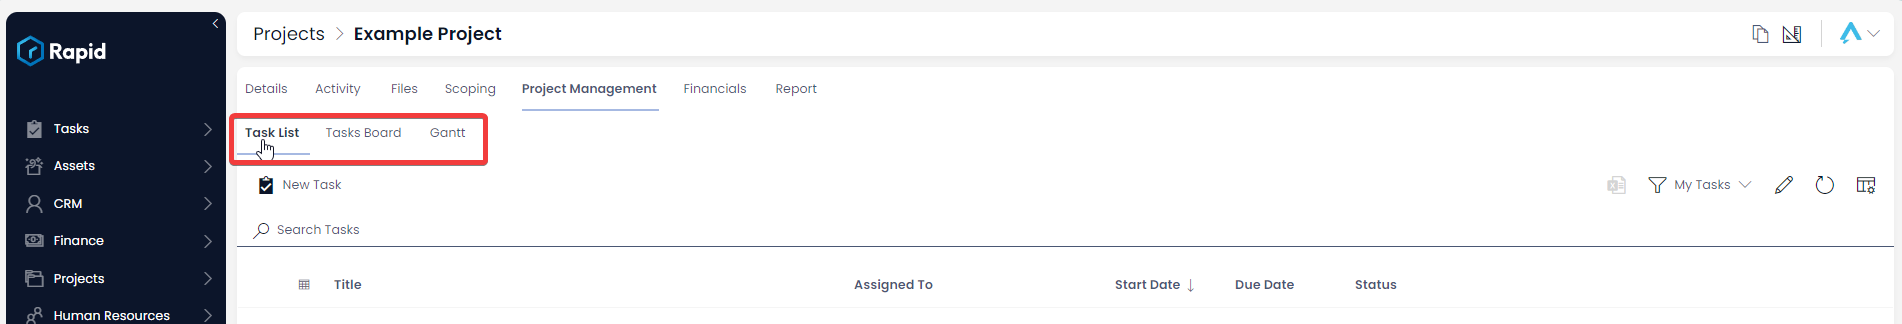 Rapid
Tasks
Assets
CRM
Finance
Projects
Human Resources
Projects > Example Project
Details Activity Files Scoping Project Management Financials Report
Task List Tasks Board Gantt
New Task
My Tasks
Search Tasks
Title Assigned To Start Date ↓ Due Date Status